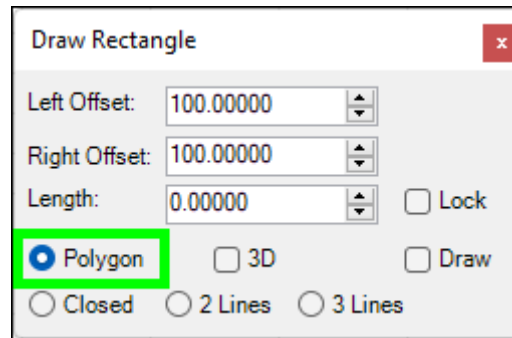 Draw Rectangle x
Left Offset: 100.00000
Right Offset: 100.00000
Length: 0.00000 Lock
Polygon 3D Draw
Closed 2 Lines 3 Lines